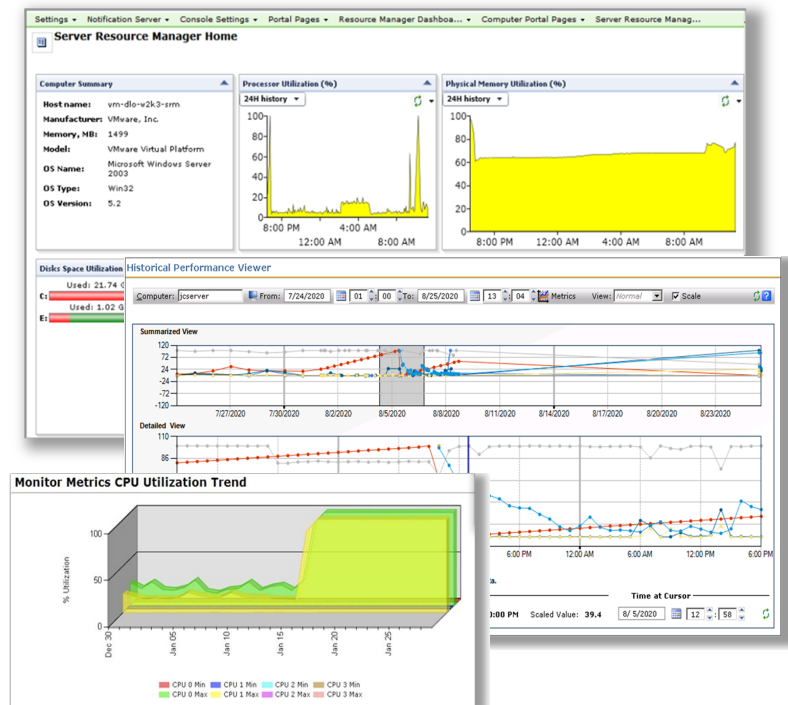 Settings Notification Server Console Settings Portal Pages Resource Manager Dashboa... Computer Portal Pages Server Resource Manag...
Server Resource Manager Home
Computer Summary
Host name: vm-dlo-w2k3-srm
Manufacturer: VMware, Inc.
Memory, MB: 1499
Model: VMware Virtual Platform
OS Name: Microsoft Windows Server
2003
OS Type: Win32
OS Version: 5.2
Processor Utilization (%)
24H history
100
80
60
40
20
0
8:00 PM 4:00 AM
12:00 AM 8:00 AM
Physical Memory Utilization (%)
24H history
100
80
60
40
20
0
8:00 PM 12:00 AM 4:00 AM 8:00 AM
Disks Space Utilization
Used: 21.74 G
C:
Used: 1.02 G
E:
Historical Performance Viewer
Computer: jcserver From: 7/24/2020 01 : 00 To: 8/25/2020 13 : 04 Metrics View: Normal Scale
Summarized View
120
72
24
-24
-72
-120
7/27/2020 7/30/2020 8/2/2020 8/5/2020 8/8/2020 8/11/2020 8/14/2020 8/17/2020 8/20/2020 8/23/2020
Detailed View
110
86
6:00 PM 12:00 AM 6:00 AM 12:00 PM 6:00 PM
ta.
Time at Cursor
0:00 PM Scaled Value: 39.4 8/ 5/2020 12 : 58
Monitor Metrics CPU Utilization Trend
% Utilization
100
50
0
Dec 30 Jan 05 Jan 10 Jan 15 Jan 20 Jan 25
CPU 0 Min CPU 1 Min CPU 2 Min CPU 3 Min
CPU 0 Max CPU 1 Max CPU 2 Max CPU 3 Max